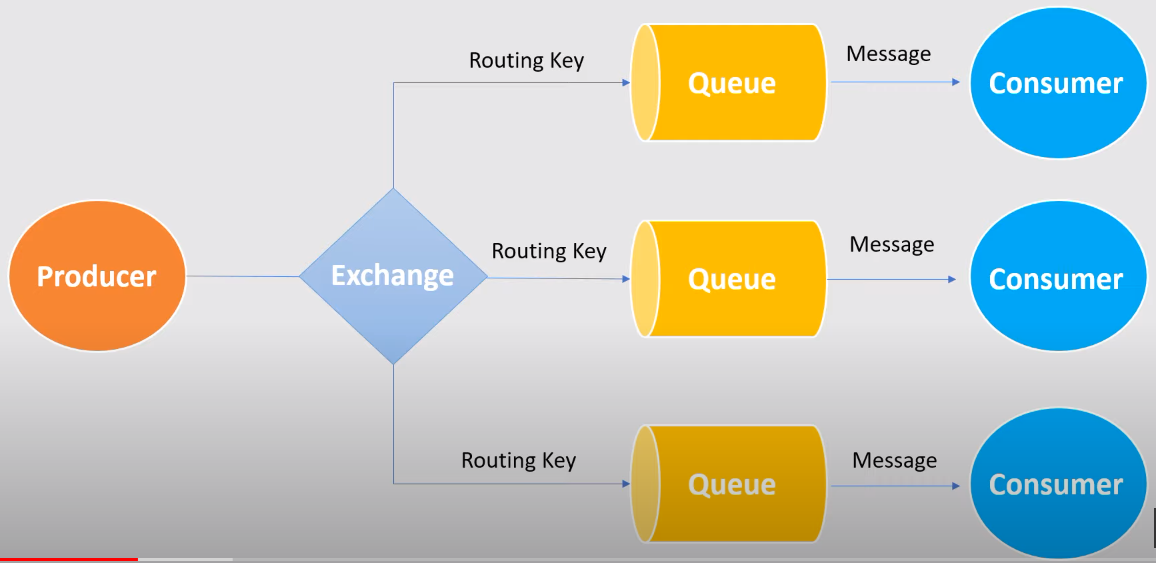 Routing Key
Queue
Message
Consumer
Producer
Exchange
Routing Key
Queue
Message
Consumer
Routing Key
Queue
Message
Consumer